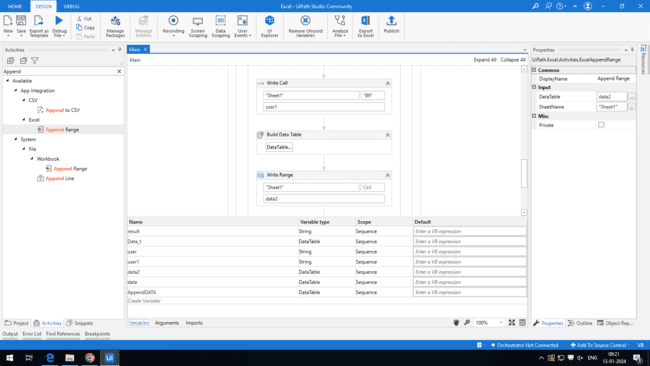 HOME DESIGN DEBUG Excel - UiPath Studio Community
New Save Export as Template Debug File Cut Copy Paste Manage Packages Manage Entities Recording Screen Scraping Data Scraping User Events UI Explorer Remove Unused Variables Analyze File Export to Excel Publish
Activities
Append
Available
App Integration
CSV
Append to CSV
Excel
Append Range
System
File
Workbook
Append Range
Append Line
Main
Main Expand All Collapse All
Write Cell
"Sheet1" "B9"
user1
Build Data Table
DataTable...
Write Range
"Sheet1" Cell
data2
Name Variable type Scope Default
result String Sequence Enter a VB expression
Data_t DataTable Sequence Enter a VB expression
user String Sequence Enter a VB expression
user1 String Sequence Enter a VB expression
data2 DataTable Sequence Enter a VB expression
data DataTable Sequence Enter a VB expression
AppendDATA DataTable Sequence Enter a VB expression
Create Variable
Variables Arguments Imports 100%
Properties
UiPath.Excel.Activities.Excel.AppendRange
Common
DisplayName Append Range
Input
DataTable data2 ...
SheetName "Sheet1" ...
Misc
Private
Resources
Project Activities Snippets
Properties Outline Object Rep...
Output Error List Find References Breakpoints
Orchestrator Not Connected Add To Source Control VB
ENG 09:21
13-01-2024